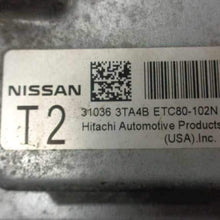 NISSAN
T2
31036 3TA4B ETC80-102N
Hitachi Automotive Products
(USA).Inc.